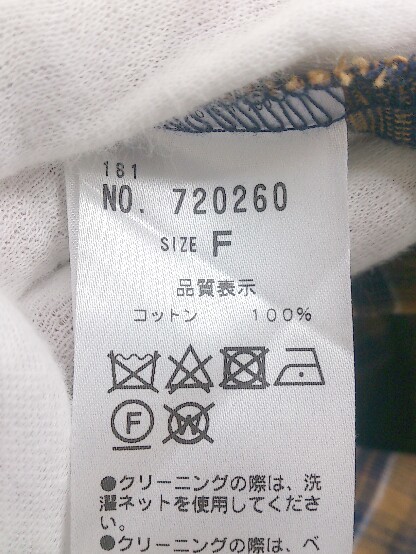 181
NO. 720260
SIZE F
品質表示
コットン 100%
F W
●クリーニングの際は、洗
濯ネットを使用してくださ
い。
●クリーニングの際は、ベ